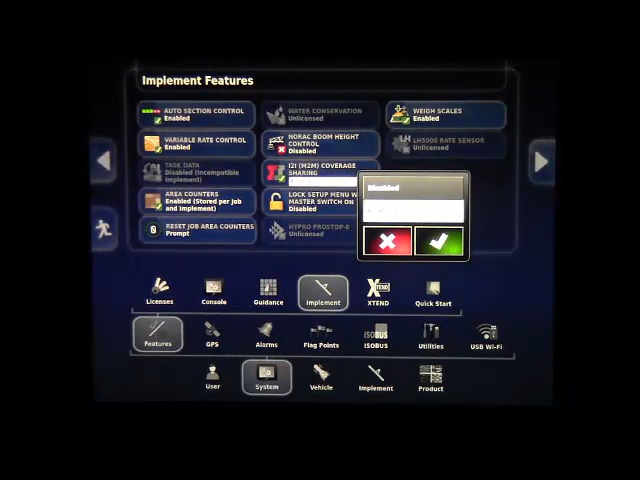 Implement Features
AUTO SECTION CONTROL
Enabled
WATER CONSERVATION
Unlicensed
WEIGH SCALES
Enabled
VARIABLE RATE CONTROL
Enabled
NORAC BOOM HEIGHT
CONTROL
Disabled
LH5000 RATE SENSOR
Unlicensed
TASK DATA
Disabled (Incompatible
Implement)
I2I (M2M) COVERAGE
SHARING
AREA COUNTERS
Enabled (Stored per job
and Implement)
LOCK SETUP MENU W
MASTER SWITCH ON
Disabled
Disabled
RESET JOB AREA COUNTERS
Prompt
HYPRO PROSTOP-E
Unlicensed
Licenses
Console
Guidance
Implement
XTEND
XTEND
Quick Start
Features
GPS
Alarms
Flag Points
ISOBUS
ISOBUS
Utilities
USB Wi-Fi
User
System
Vehicle
Implement
Product